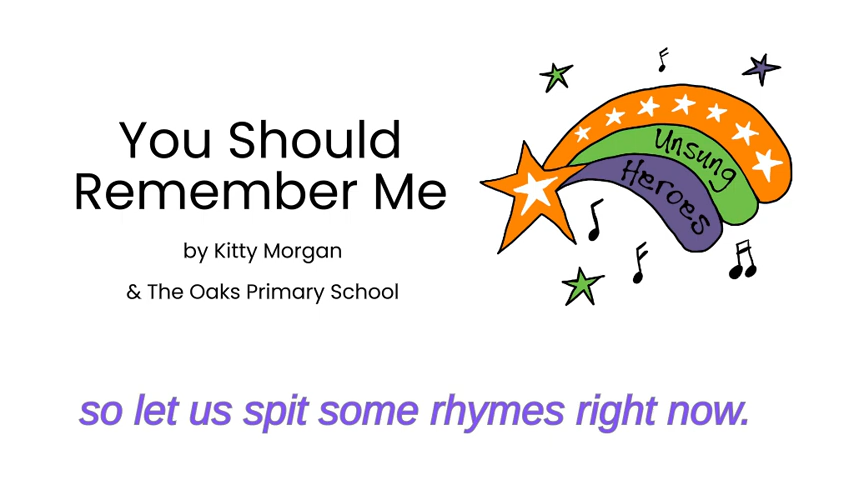 You Should
Remember Me
by Kitty Morgan
& The Oaks Primary School
Unsung
Heroes
so let us spit some rhymes right now.